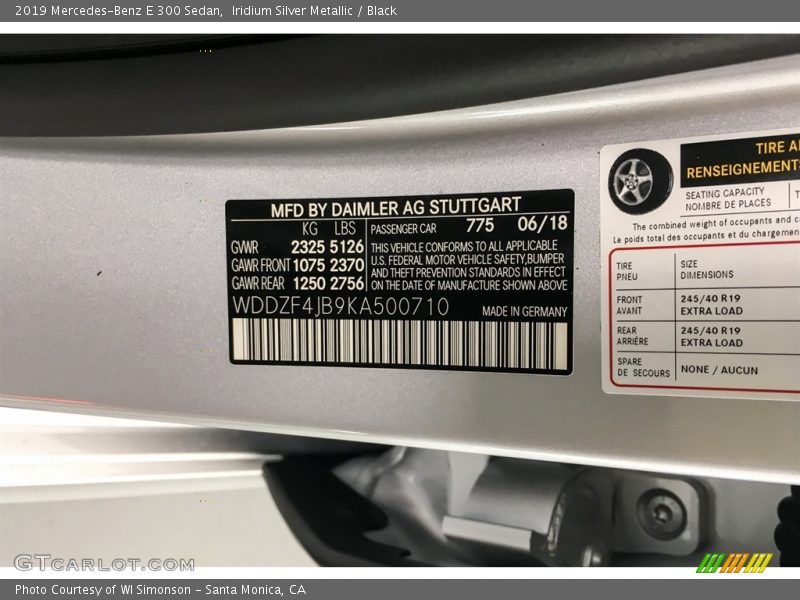 2019 Mercedes-Benz E 300 Sedan, Iridium Silver Metallic / Black
MFD BY DAIMLER AG STUTTGART
KG LBS PASSENGER CAR 775 06/18
GVWR 2325 5126
GAWR FRONT 1075 2370
GAWR REAR 1250 2756
THIS VEHICLE CONFORMS TO ALL APPLICABLE
U.S. FEDERAL MOTOR VEHICLE SAFETY,BUMPER
AND THEFT PREVENTION STANDARDS IN EFFECT
ON THE DATE OF MANUFACTURE SHOWN ABOVE
WDDZF4JB9KA500710 MADE IN GERMANY
TIRE
RENSEIGNEMENTS
SEATING CAPACITY
NOMBRE DE PLACES
The combined weight of occupants and
Le poids total des occupants et du
TIRE SIZE
PNEU DIMENSIONS
FRONT 245/40 R19
AVANT EXTRA LOAD
REAR 245/40 R19
ARRIÈRE EXTRA LOAD
SPARE
DE SECOURS NONE / AUCUN
GTCARLOT.COM
Photo Courtesy of WI Simonson - Santa Monica, CA